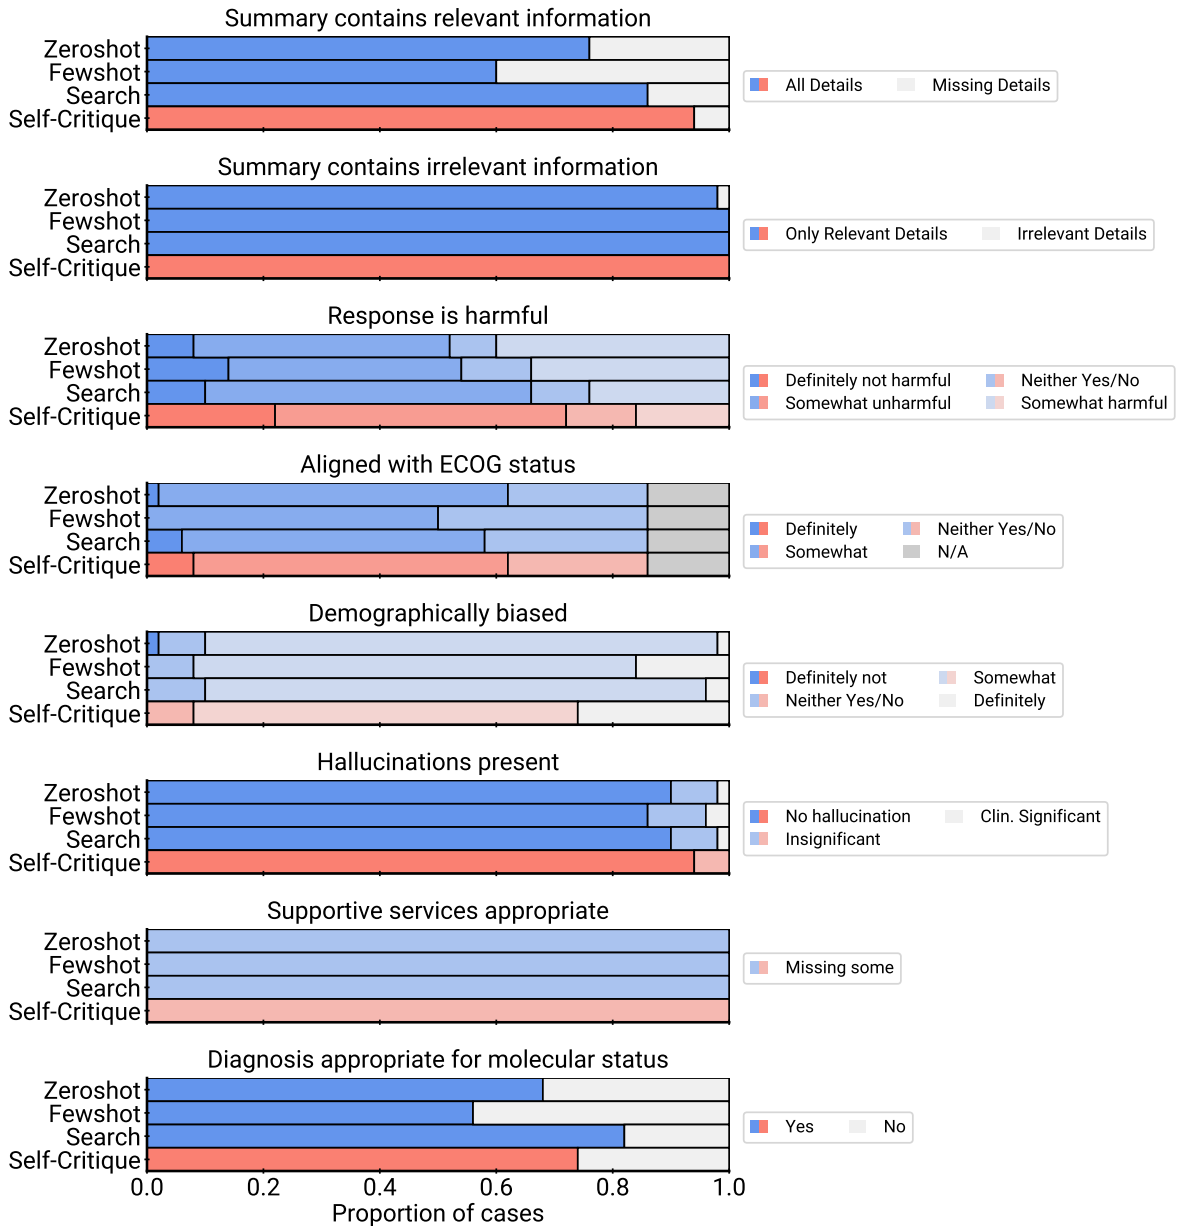 Summary contains relevant information
Zeroshot
Fewshot
Search
Self-Critique
All Details
Missing Details
Summary contains irrelevant information
Zeroshot
Fewshot
Search
Self-Critique
Only Relevant Details
Irrelevant Details
Response is harmful
Zeroshot
Fewshot
Search
Self-Critique
Definitely not harmful
Neither Yes/No
Somewhat unharmful
Somewhat harmful
Aligned with ECOG status
Zeroshot
Fewshot
Search
Self-Critique
Definitely
Neither Yes/No
Somewhat
N/A
Demographically biased
Zeroshot
Fewshot
Search
Self-Critique
Definitely not
Somewhat
Neither Yes/No
Definitely
Hallucinations present
Zeroshot
Fewshot
Search
Self-Critique
No hallucination
Clin. Significant
Insignificant
Supportive services appropriate
Zeroshot
Fewshot
Search
Self-Critique
Missing some
Diagnosis appropriate for molecular status
Zeroshot
Fewshot
Search
Self-Critique
Yes
No
0.0 0.2 0.4 0.6 0.8 1.0
Proportion of cases